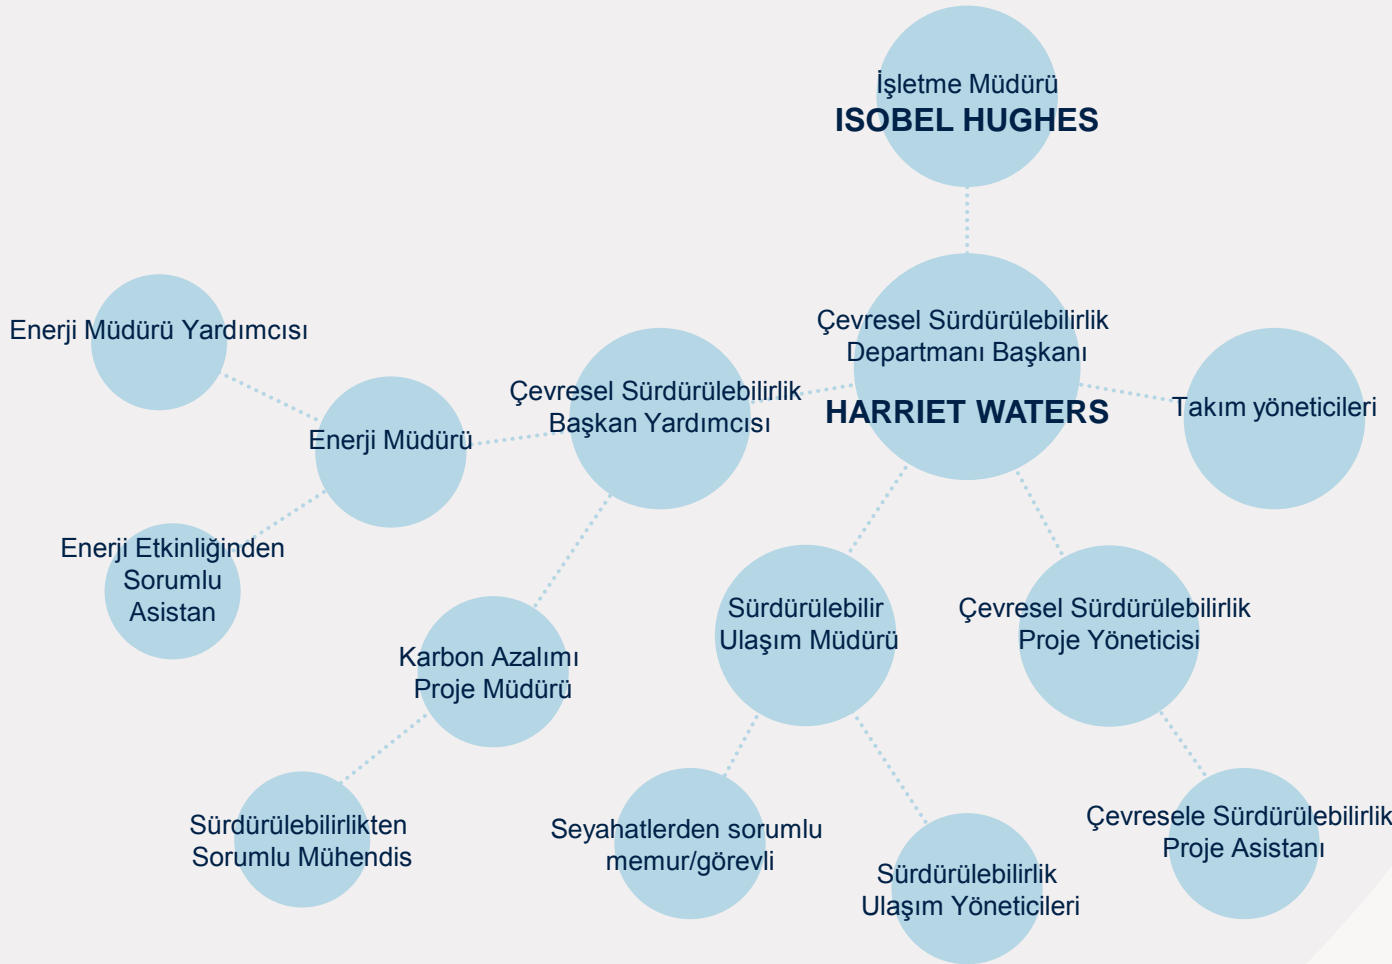 İşletme Müdürü
ISOBEL HUGHES
Çevresel Sürdürülebilirlik
Departmanı Başkanı
HARRIET WATERS
Takım yöneticileri
Çevresel Sürdürülebilirlik
Başkan Yardımcısı
Enerji Müdürü
Enerji Müdürü Yardımcısı
Enerji Etkinliğinden
Sorumlu
Asistan
Karbon Azalımı
Proje Müdürü
Sürdürülebilirlikten
Sorumlu Mühendis
Sürdürülebilir
Ulaşım Müdürü
Seyahatlerden sorumlu
memur/görevli
Sürdürülebilirlik
Ulaşım Yöneticileri
Çevresel Sürdürülebilirlik
Proje Yöneticisi
Çevresele Sürdürülebilirlik
Proje Asistanı